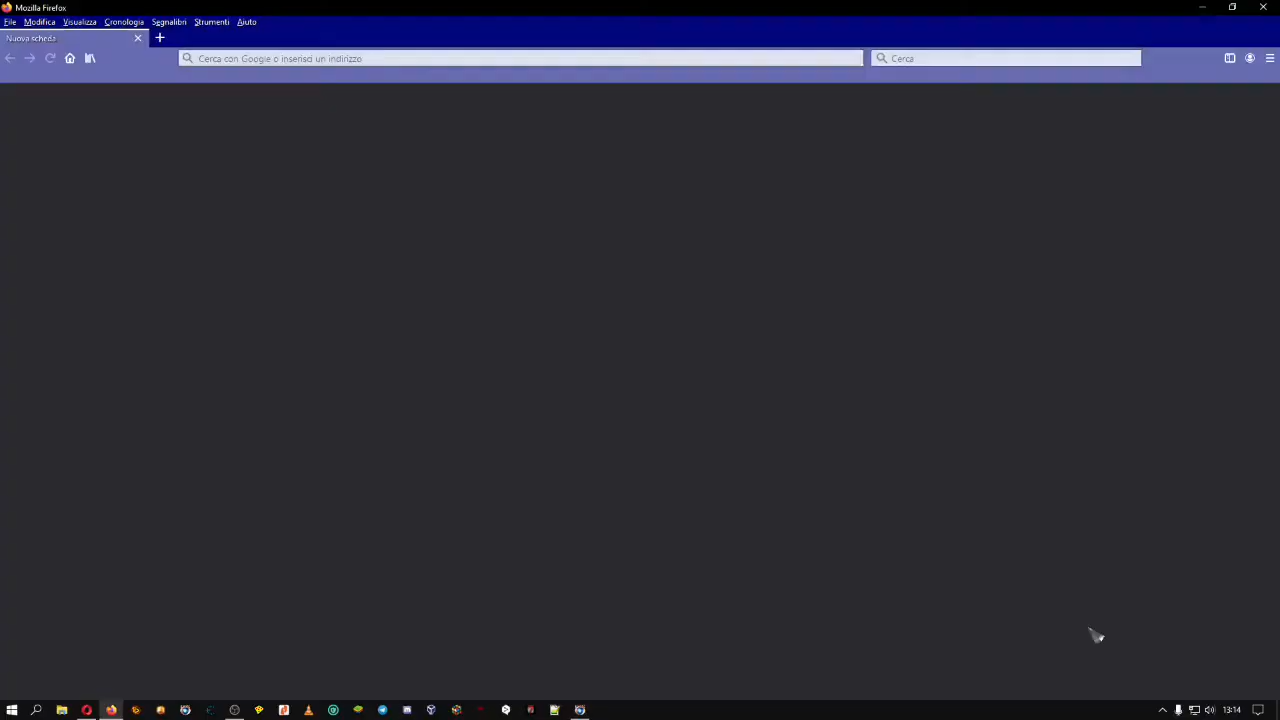 Mozilla Firefox
File Modifica Visualizza Cronologia Segnalibri Strumenti Aiuto
Nuova scheda
Cerca con Google o inserisci un indirizzo Cerca
13:14